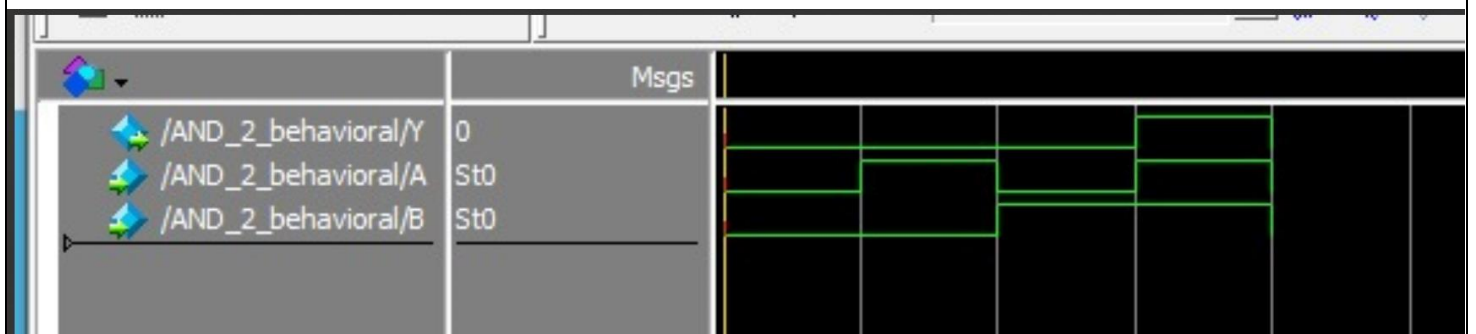 Msgs
/AND_2_behavioral/Y 0
/AND_2_behavioral/A St0
/AND_2_behavioral/B St0